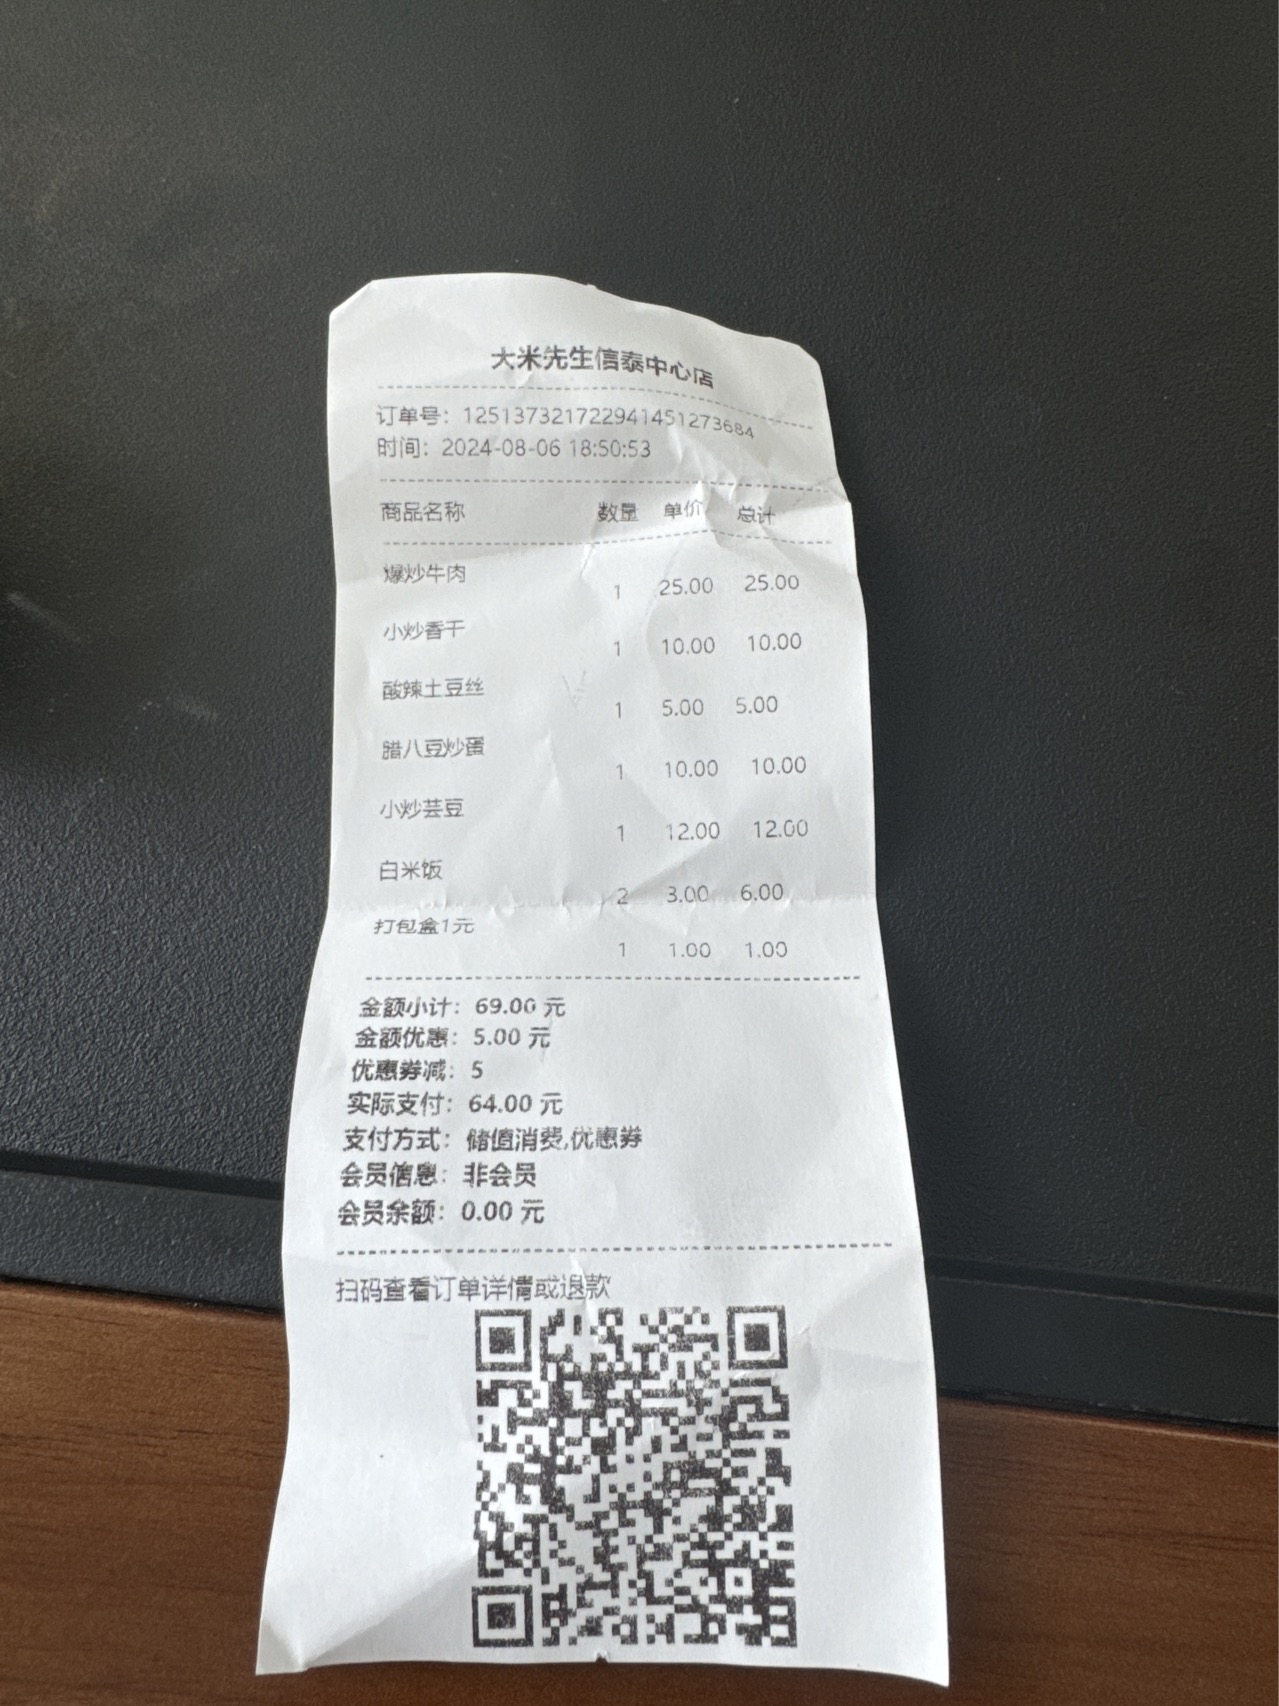 大米先生信泰中心店
订单号：125137321722941451273684
时间：2024-08-06 18:50:53
商品名称 数量 单价 总计
爆炒牛肉
1 25.00 25.00
小炒香干
1 10.00 10.00
酸辣土豆丝
1 5.00 5.00
腊八豆炒蛋
1 10.00 10.00
小炒芸豆
1 12.00 12.00
白米饭
2 3.00 6.00
打包盒1元
1 1.00 1.00
金额小计：69.00 元
金额优惠：5.00 元
优惠券减：5
实际支付：64.00 元
支付方式：储值消费,优惠券
会员信息：非会员
会员余额：0.00 元
扫码查看订单详情或退款